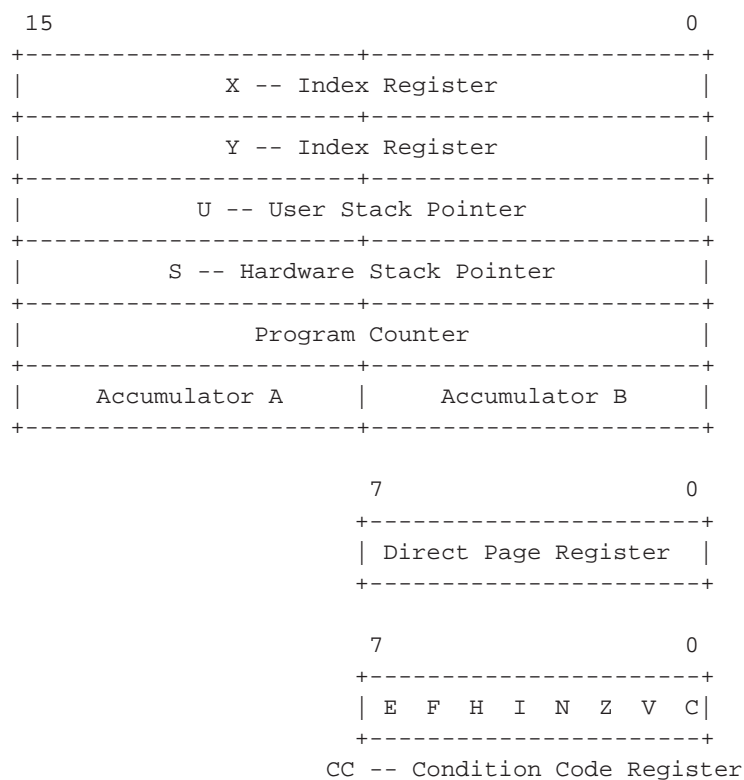 15 0
+-----------------------+-----------------------+
| X -- Index Register |
+-----------------------+-----------------------+
| Y -- Index Register |
+-----------------------+-----------------------+
| U -- User Stack Pointer |
+-----------------------+-----------------------+
| S -- Hardware Stack Pointer |
+-----------------------+-----------------------+
| Program Counter |
+-----------------------+-----------------------+
| Accumulator A | Accumulator B |
+-----------------------+-----------------------+
7 0
+-----------------------+
| Direct Page Register |
+-----------------------+
7 0
+-----------------------+
| E F H I N Z V C|
+-----------------------+
CC -- Condition Code Register